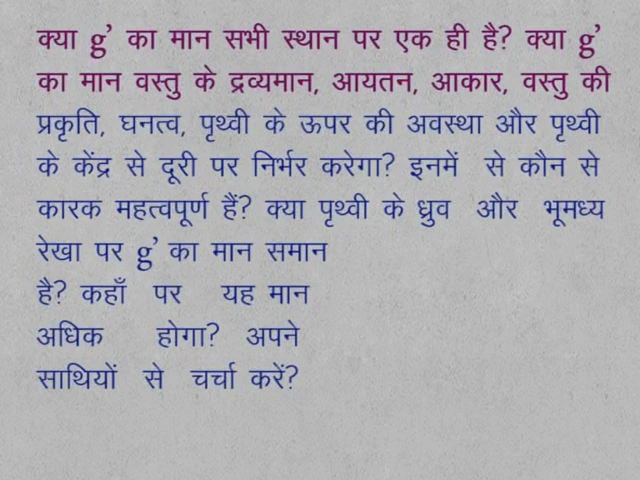 क्या g’ का मान सभी स्थान पर एक ही है? क्या g’
का मान वस्तु के द्रव्यमान, आयतन, आकार, वस्तु की
प्रकृति, घनत्व, पृथ्वी के ऊपर की अवस्था और पृथ्वी
के केंद्र से दूरी पर निर्भर करेगा? इनमें से कौन से
कारक महत्वपूर्ण हैं? क्या पृथ्वी के ध्रुव और भूमध्य
रेखा पर g’ का मान समान
है? कहाँ पर यह मान
अधिक होगा? अपने
साथियों से चर्चा करें?